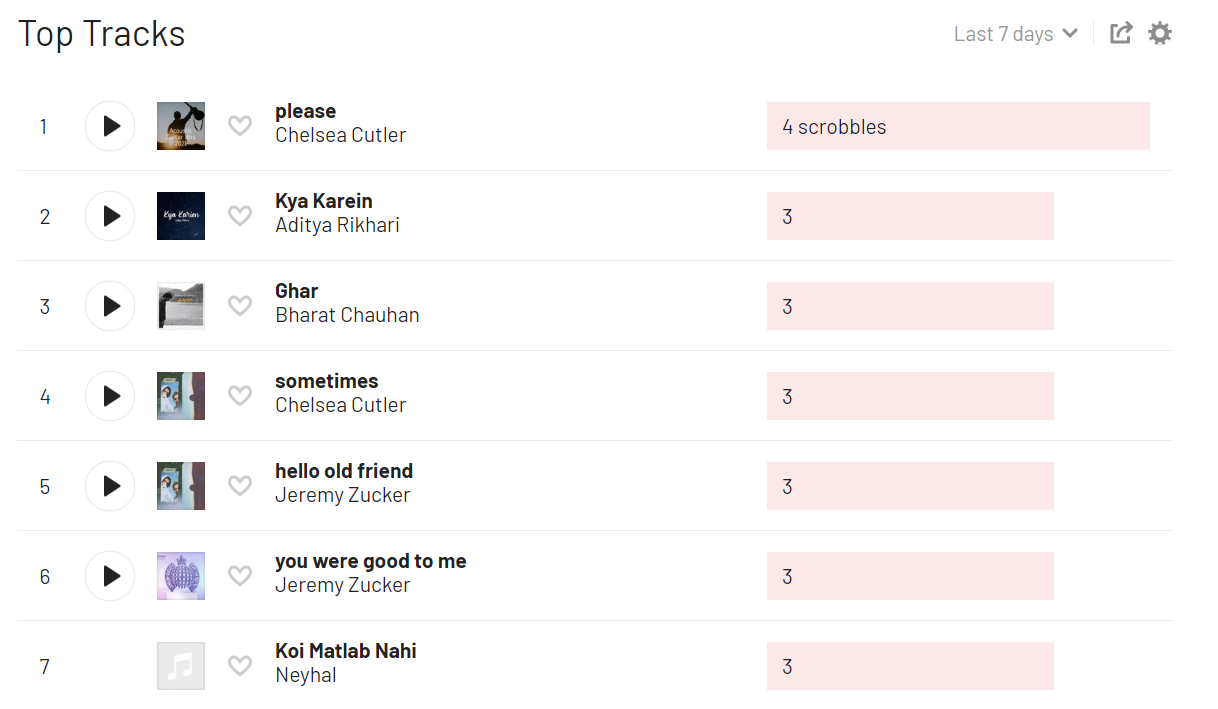 Top Tracks
Last 7 days
1
please
Chelsea Cutler
4 scrobbles
2
Kya Karein
Kya Karein
Aditya Rikhari
3
3
Ghar
Bharat Chauhan
3
4
sometimes
Chelsea Cutler
3
5
hello old friend
Jeremy Zucker
3
6
you were good to me
Jeremy Zucker
3
7
Koi Matlab Nahi
Neyhal
3